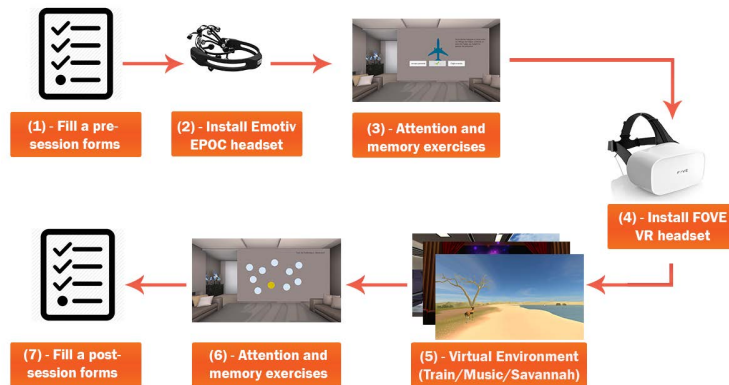 (1) - Fill a pre-
session forms
(2) - Install Emotiv
EPOC headset
(3) - Attention and
memory exercises
FOVE
(4) - Install FOVE
VR headset
(5) - Virtual Environment
(Train/Music/Savannah)
(6) - Attention and
memory exercises
(7) - Fill a post-
session forms